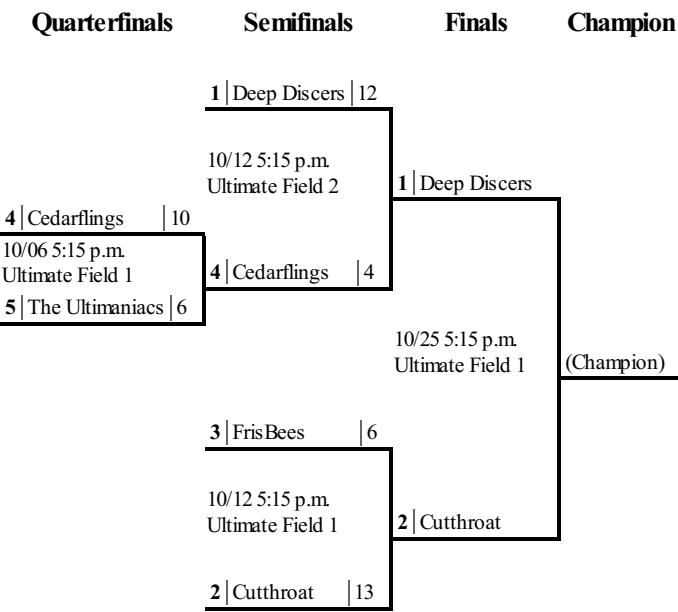 Quarterfinals Semifinals Finals Champion
1 Deep Discers 12
10/12 5:15 p.m.
Ultimate Field 2
1 Deep Discers
4 Cedarflings 10
10/06 5:15 p.m.
Ultimate Field 1
4 Cedarflings 4
5 The Ultimaniacs 6
10/25 5:15 p.m.
Ultimate Field 1
(Champion)
3 FrisBees 6
10/12 5:15 p.m.
Ultimate Field 1
2 Cutthroat
2 Cutthroat 13